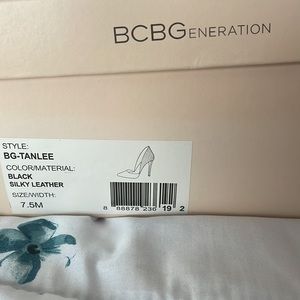 BCBGENERATION
STYLE:
BG-TANLEE
COLOR/MATERIAL:
BLACK
SILKY LEATHER
SIZE/WIDTH:
7.5M
8 88878 236 19 2